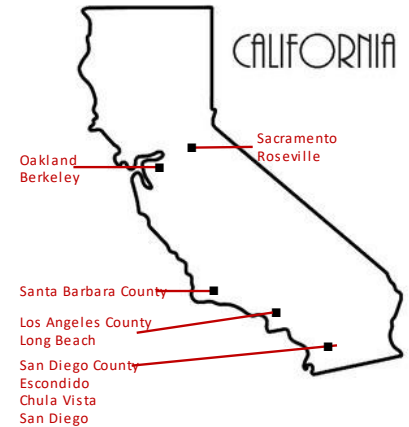 CALIFORNIA
Sacramento
Roseville
Oakland
Berkeley
Santa Barbara County
Los Angeles County
Long Beach
San Diego County
Escondido
Chula Vista
San Diego